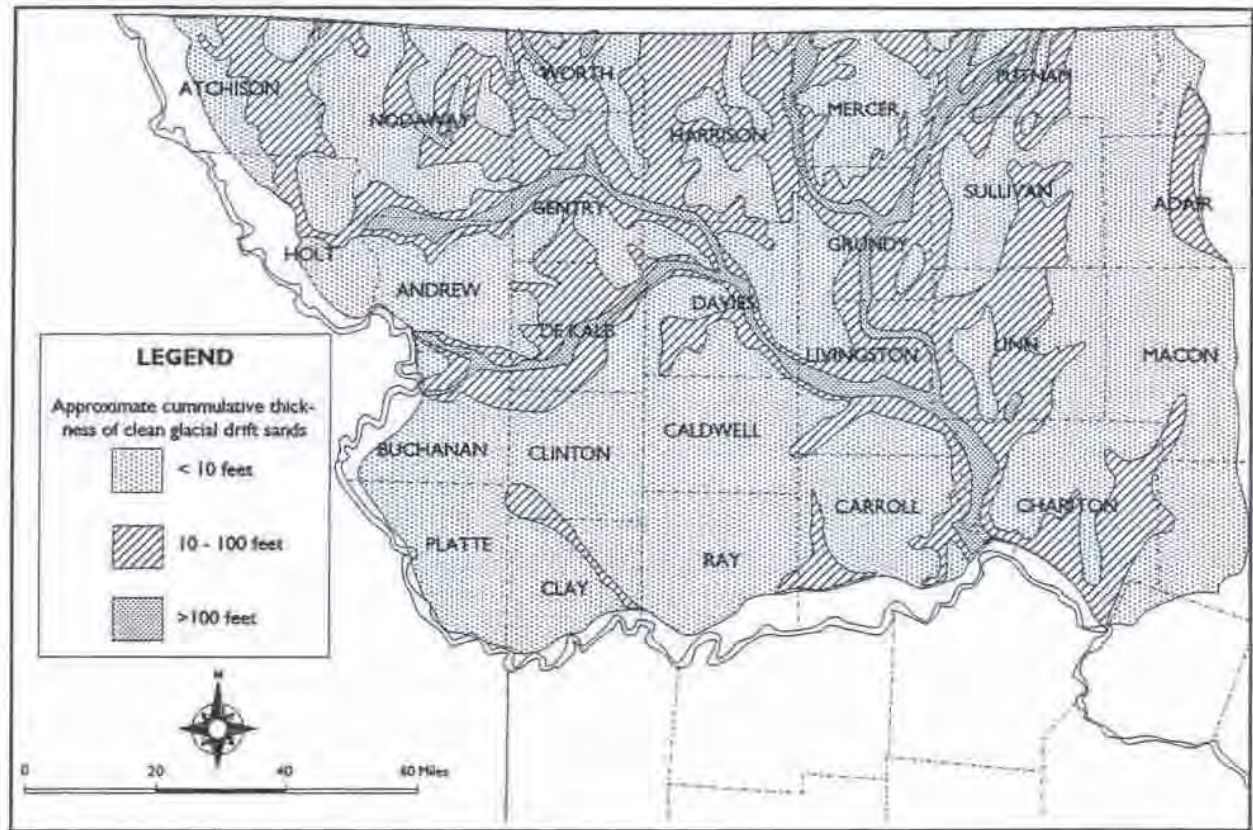 WORTH
PUTNAM
ATCHISON
MERCER
NODAWAY
HARRISON
SULLIVAN
ADAIR
GENTRY
GRUNDY
HOLT
ANDREW
DAVIES
DE KALB
LIVINGSTON
LINN
MACON
LEGEND
Approximate cummulative thick-
ness of clean glacial drift sands
< 10 feet
10 - 100 feet
>100 feet
BUCHANAN
CLINTON
CALDWELL
CARROLL
CHARITON
PLATTE
RAY
CLAY
N
0 20 40 60 Miles